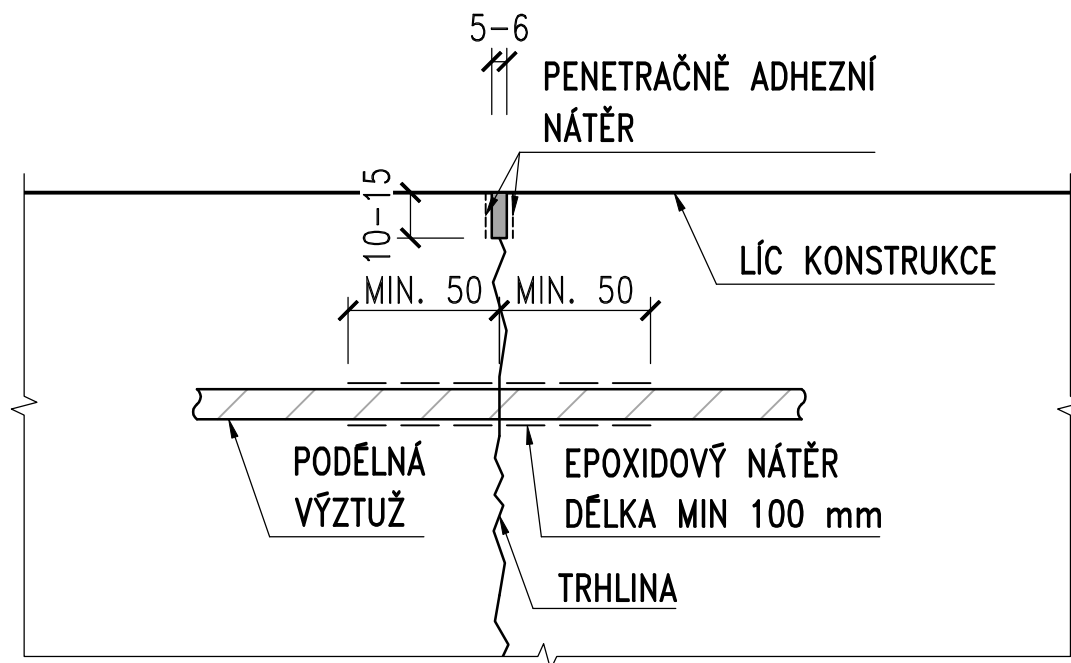 5-6
PENETRAČNĚ ADHEZNÍ
NÁTĚR
10-15
LÍC KONSTRUKCE
MIN. 50
MIN. 50
PODÉLNÁ
VÝZTUŽ
EPOXIDOVÝ NÁTĚR
DÉLKA MIN 100 mm
TRHLINA